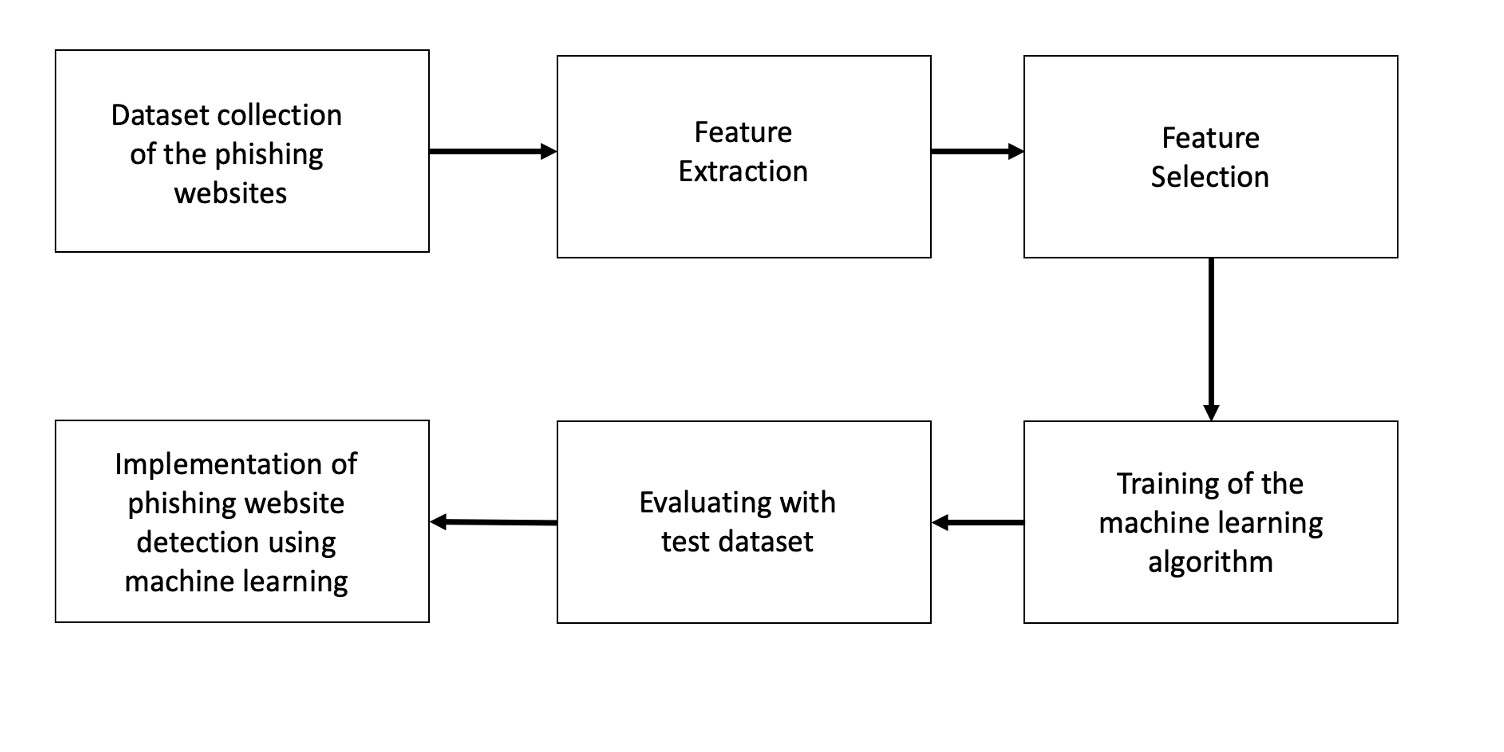 Dataset collection
of the phishing
websites
Feature
Extraction
Feature
Selection
Training of the
machine learning
algorithm
Evaluating with
test dataset
Implementation of
phishing website
detection using
machine learning